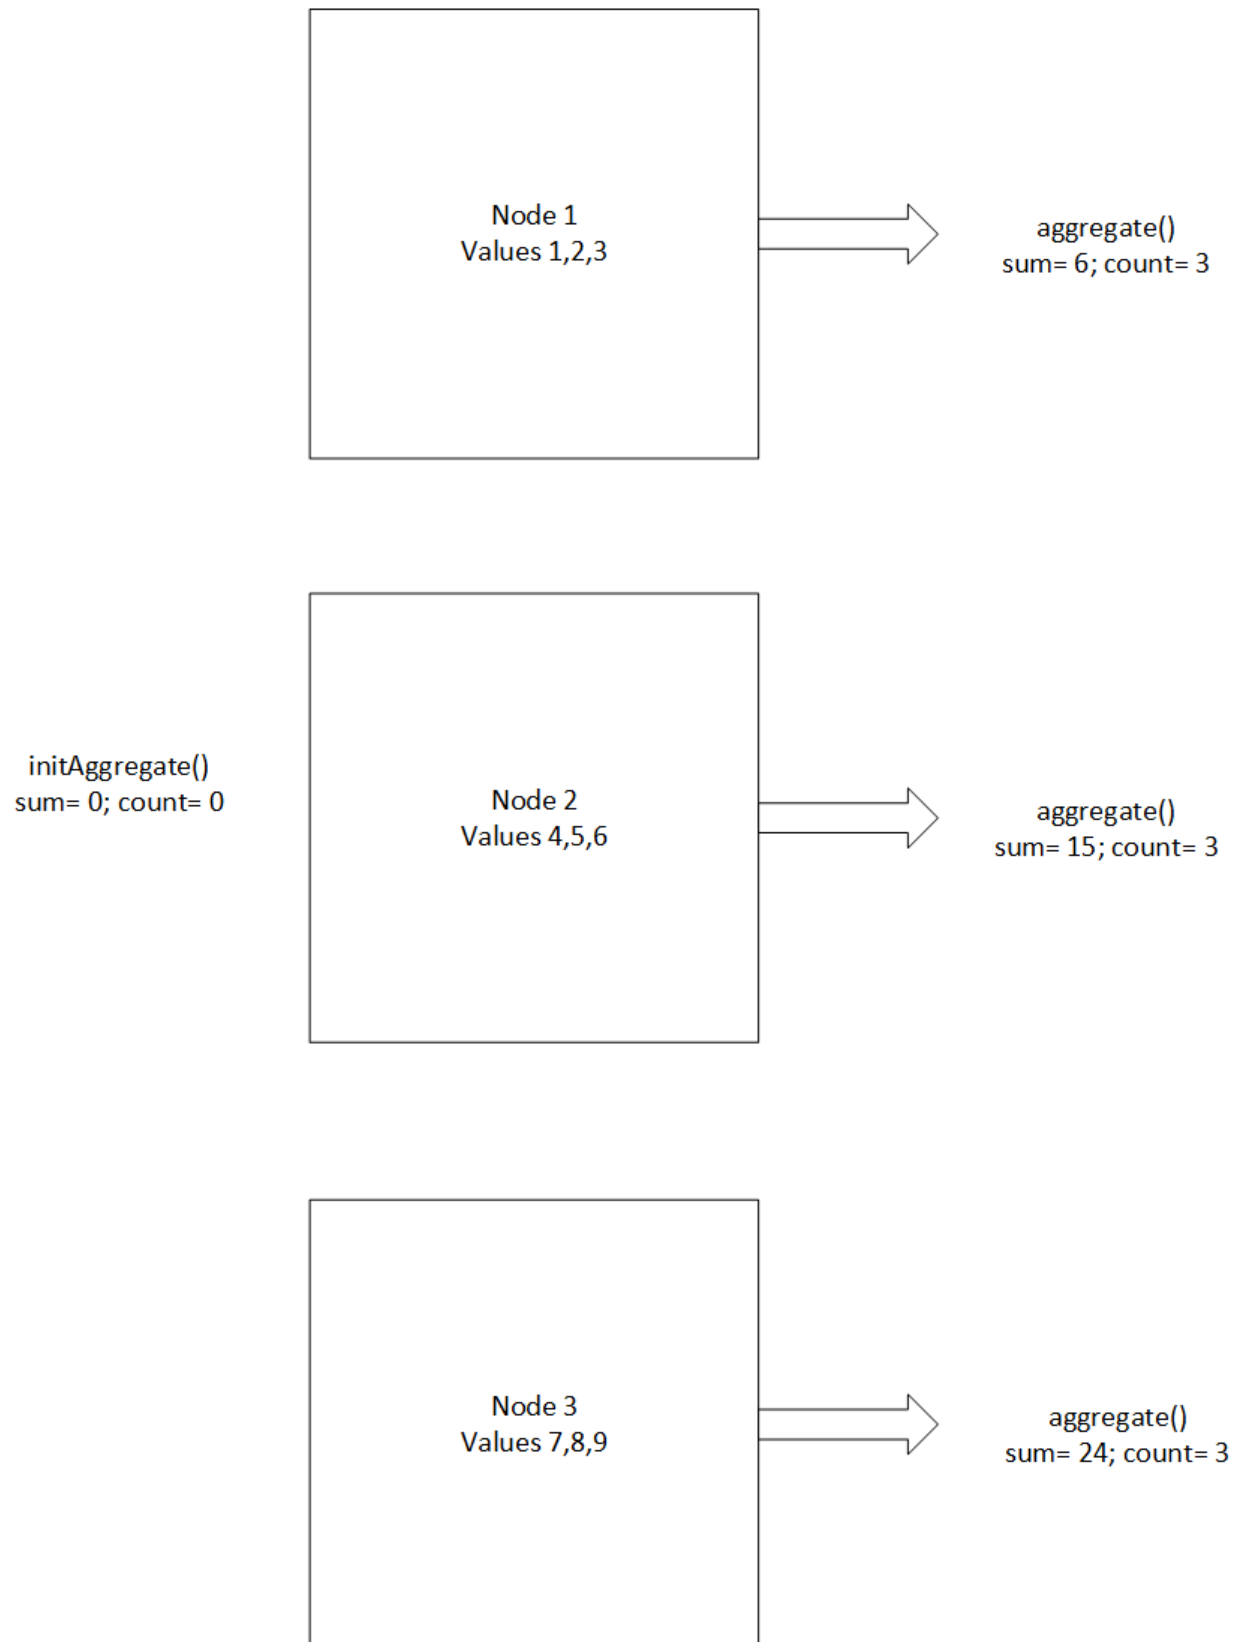 Node 1
Values 1,2,3
aggregate()
sum= 6; count= 3
initAggregate()
sum= 0; count= 0
Node 2
Values 4,5,6
aggregate()
sum= 15; count= 3
Node 3
Values 7,8,9
aggregate()
sum= 24; count= 3